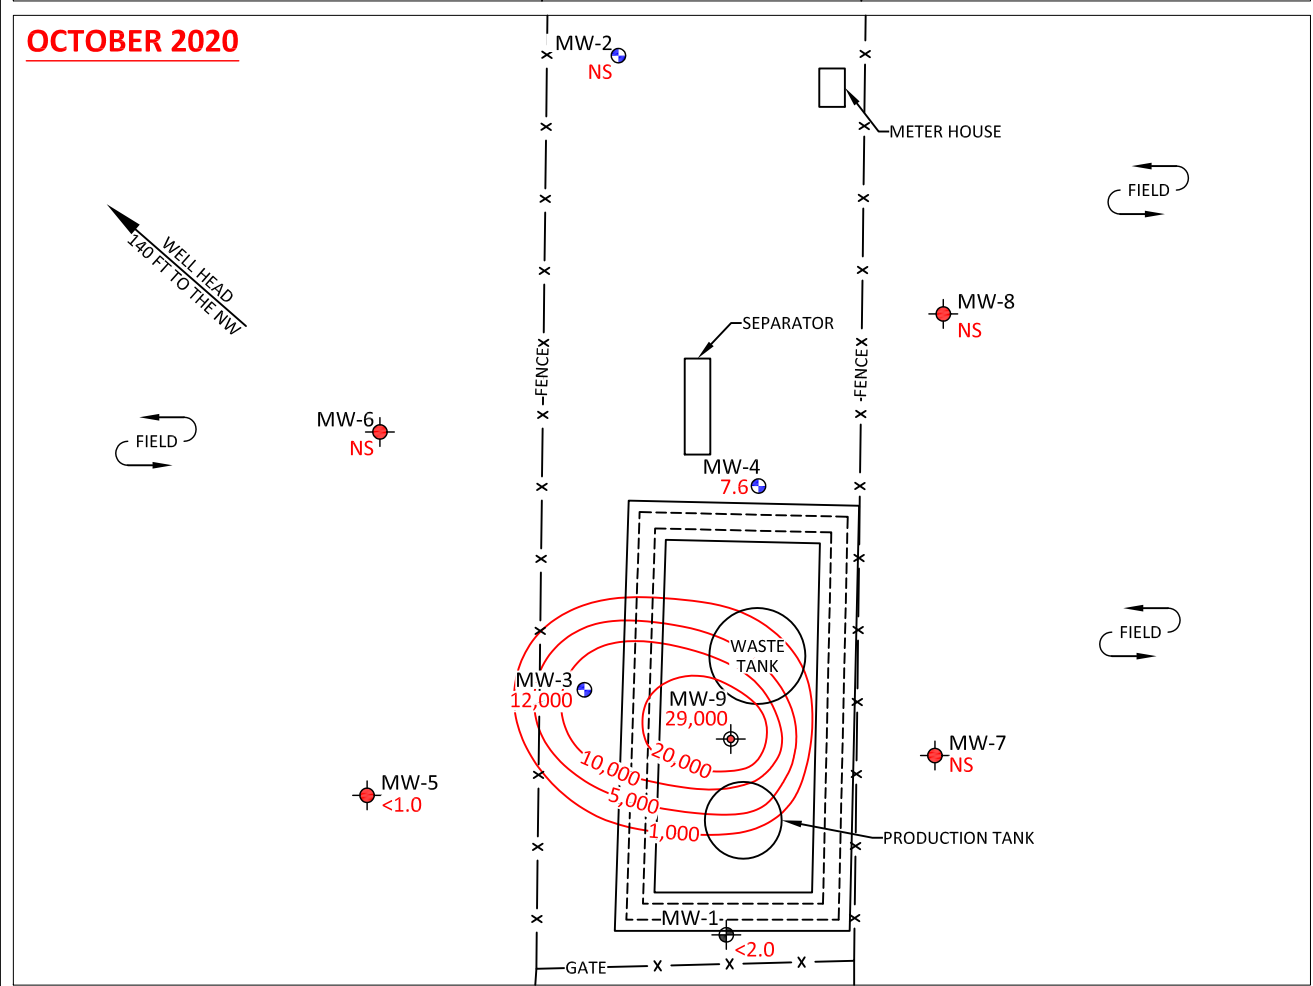 OCTOBER 2020
MW-2
NS
METER HOUSE
FIELD
WELL HEAD
140 FT TO THE NW
MW-8
NS
SEPARATOR
FENCE
FENCE
MW-6
NS
FIELD
MW-4
7.6
FIELD
WASTE
TANK
MW-3
12,000
MW-9
29,000
20,000
10,000
5,000
1,000
MW-7
NS
MW-5
<1.0
PRODUCTION TANK
MW-1
<2.0
GATE